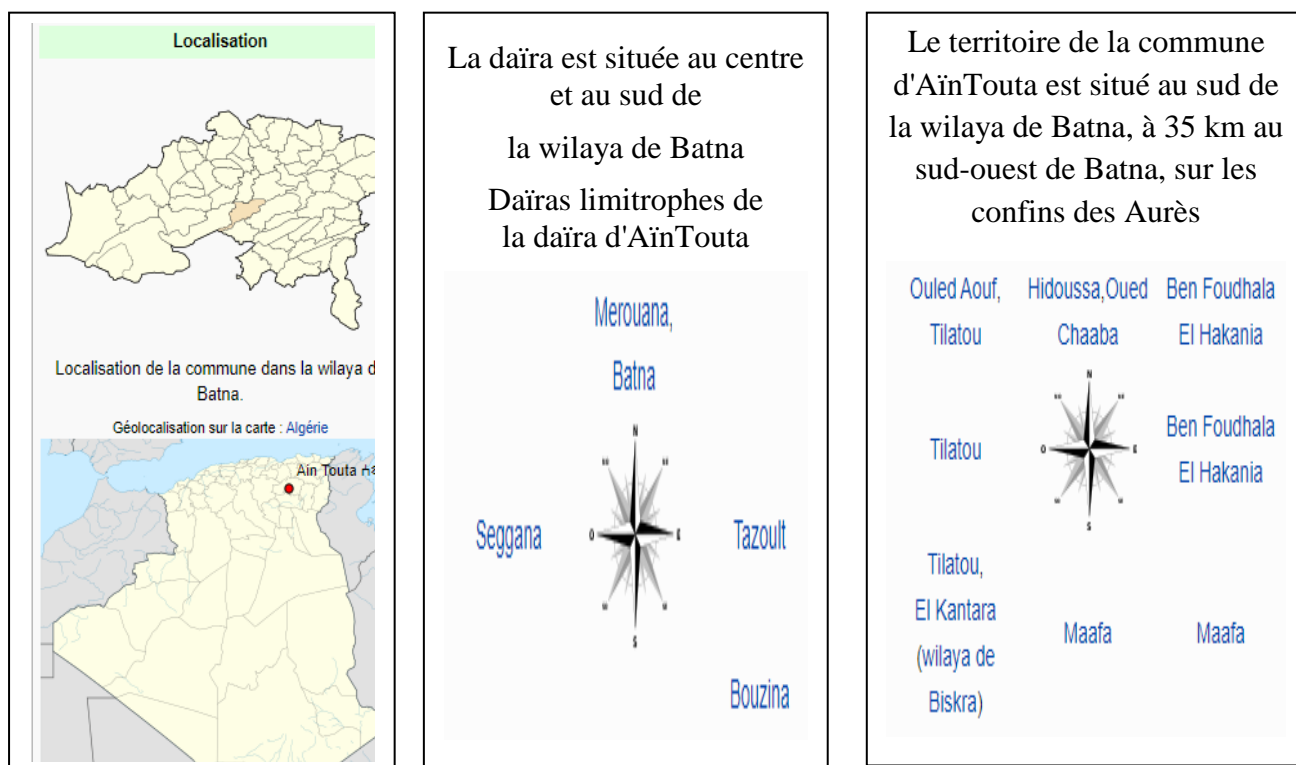 Localisation
Localisation de la commune dans la wilaya d
Batna.
Géolocalisation sur la carte : Algérie
Ain Touta
La daïra est située au centre
et au sud de
la wilaya de Batna
Daïras limitrophes de
la daïra d'AïnTouta
Merouana,
Batna
N
Seggana
O
E
Tazoult
S
Bouzina
Le territoire de la commune
d'AïnTouta est situé au sud de
la wilaya de Batna, à 35 km au
sud-ouest de Batna, sur les
confins des Aurès
Ouled Aouf,
Tilatou
Hidoussa,Oued
Chaaba
Ben Foudhala
El Hakania
N
Tilatou
O
E
Ben Foudhala
El Hakania
S
Tilatou,
El Kantara
(wilaya de
Biskra)
Maafa
Maafa